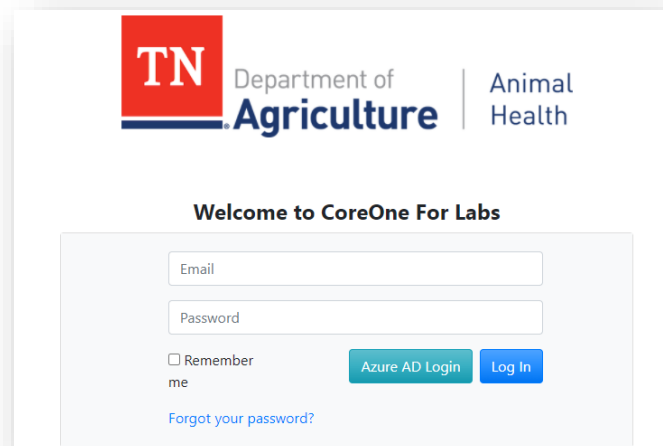 TN
Department of
Agriculture
Animal
Health
Welcome to CoreOne For Labs
Email
Password
Remember
me
Azure AD Login
Log In
Forgot your password?